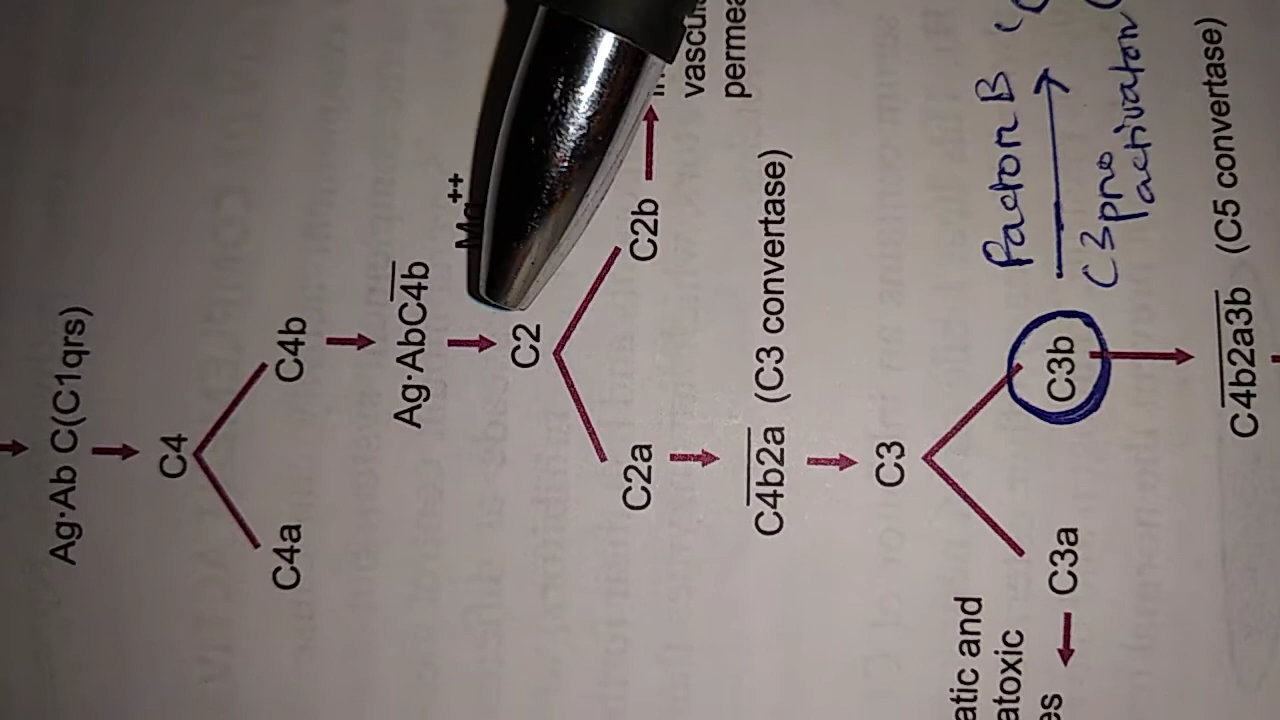 Ag·Ab C(C1qrs)
C4
C4a C4b
Ag·AbC4b
Mg++
C2
C2a C2b
vascu
permea
C4b2a (C3 convertase)
C3
C3a C3b
Factor B
C3 pro
activator
atic and
atoxic
es
C4b2a3b (C5 convertase)